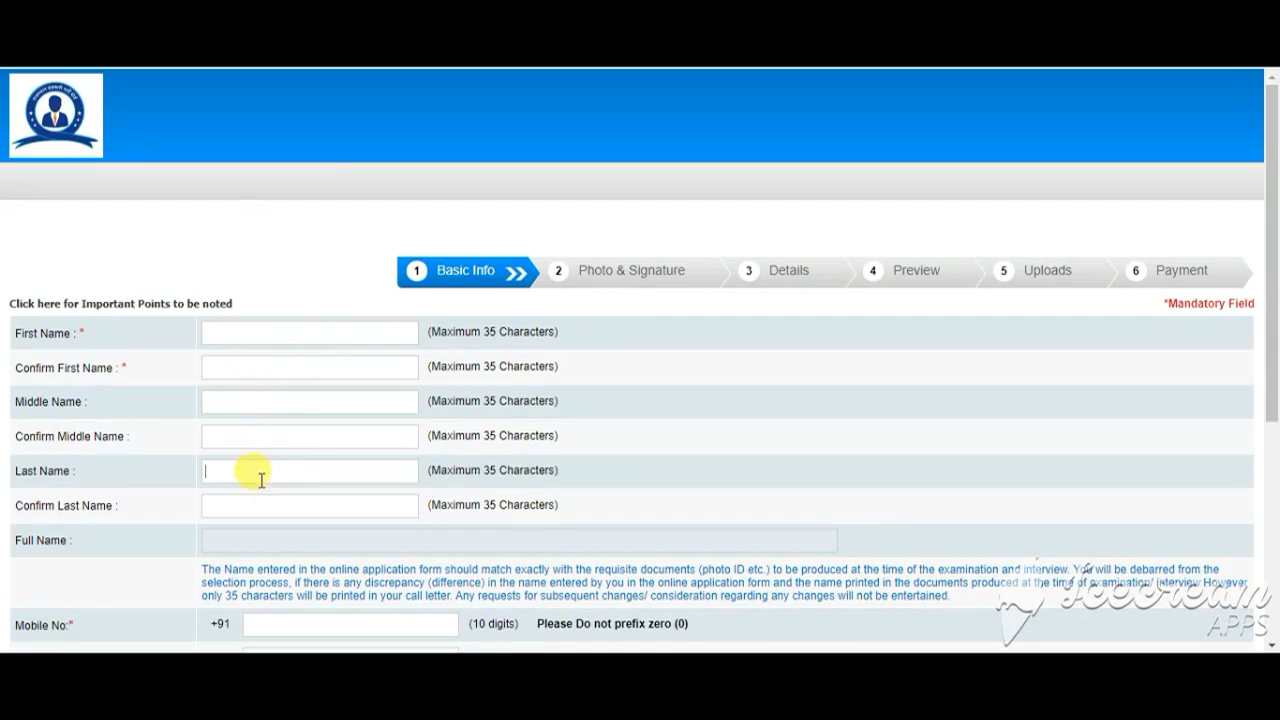 1 Basic Info 2 Photo & Signature 3 Details 4 Preview 5 Uploads 6 Payment
Click here for Important Points to be noted *Mandatory Field
First Name : * (Maximum 35 Characters)
Confirm First Name : * (Maximum 35 Characters)
Middle Name : (Maximum 35 Characters)
Confirm Middle Name : (Maximum 35 Characters)
Last Name : (Maximum 35 Characters)
Confirm Last Name : (Maximum 35 Characters)
Full Name :
The Name entered in the online application form should match exactly with the requisite documents (photo ID etc.) to be produced at the time of the examination and interview. You will be debarred from the
selection process, if there is any discrepancy (difference) in the name entered by you in the online application form and the name printed in the documents produced at the time of examination/ interview.However
only 35 characters will be printed in your call letter. Any requests for subsequent changes/ consideration regarding any changes will not be entertained.
Icecream
APPS
Mobile No:* +91 (10 digits) Please Do not prefix zero (0)